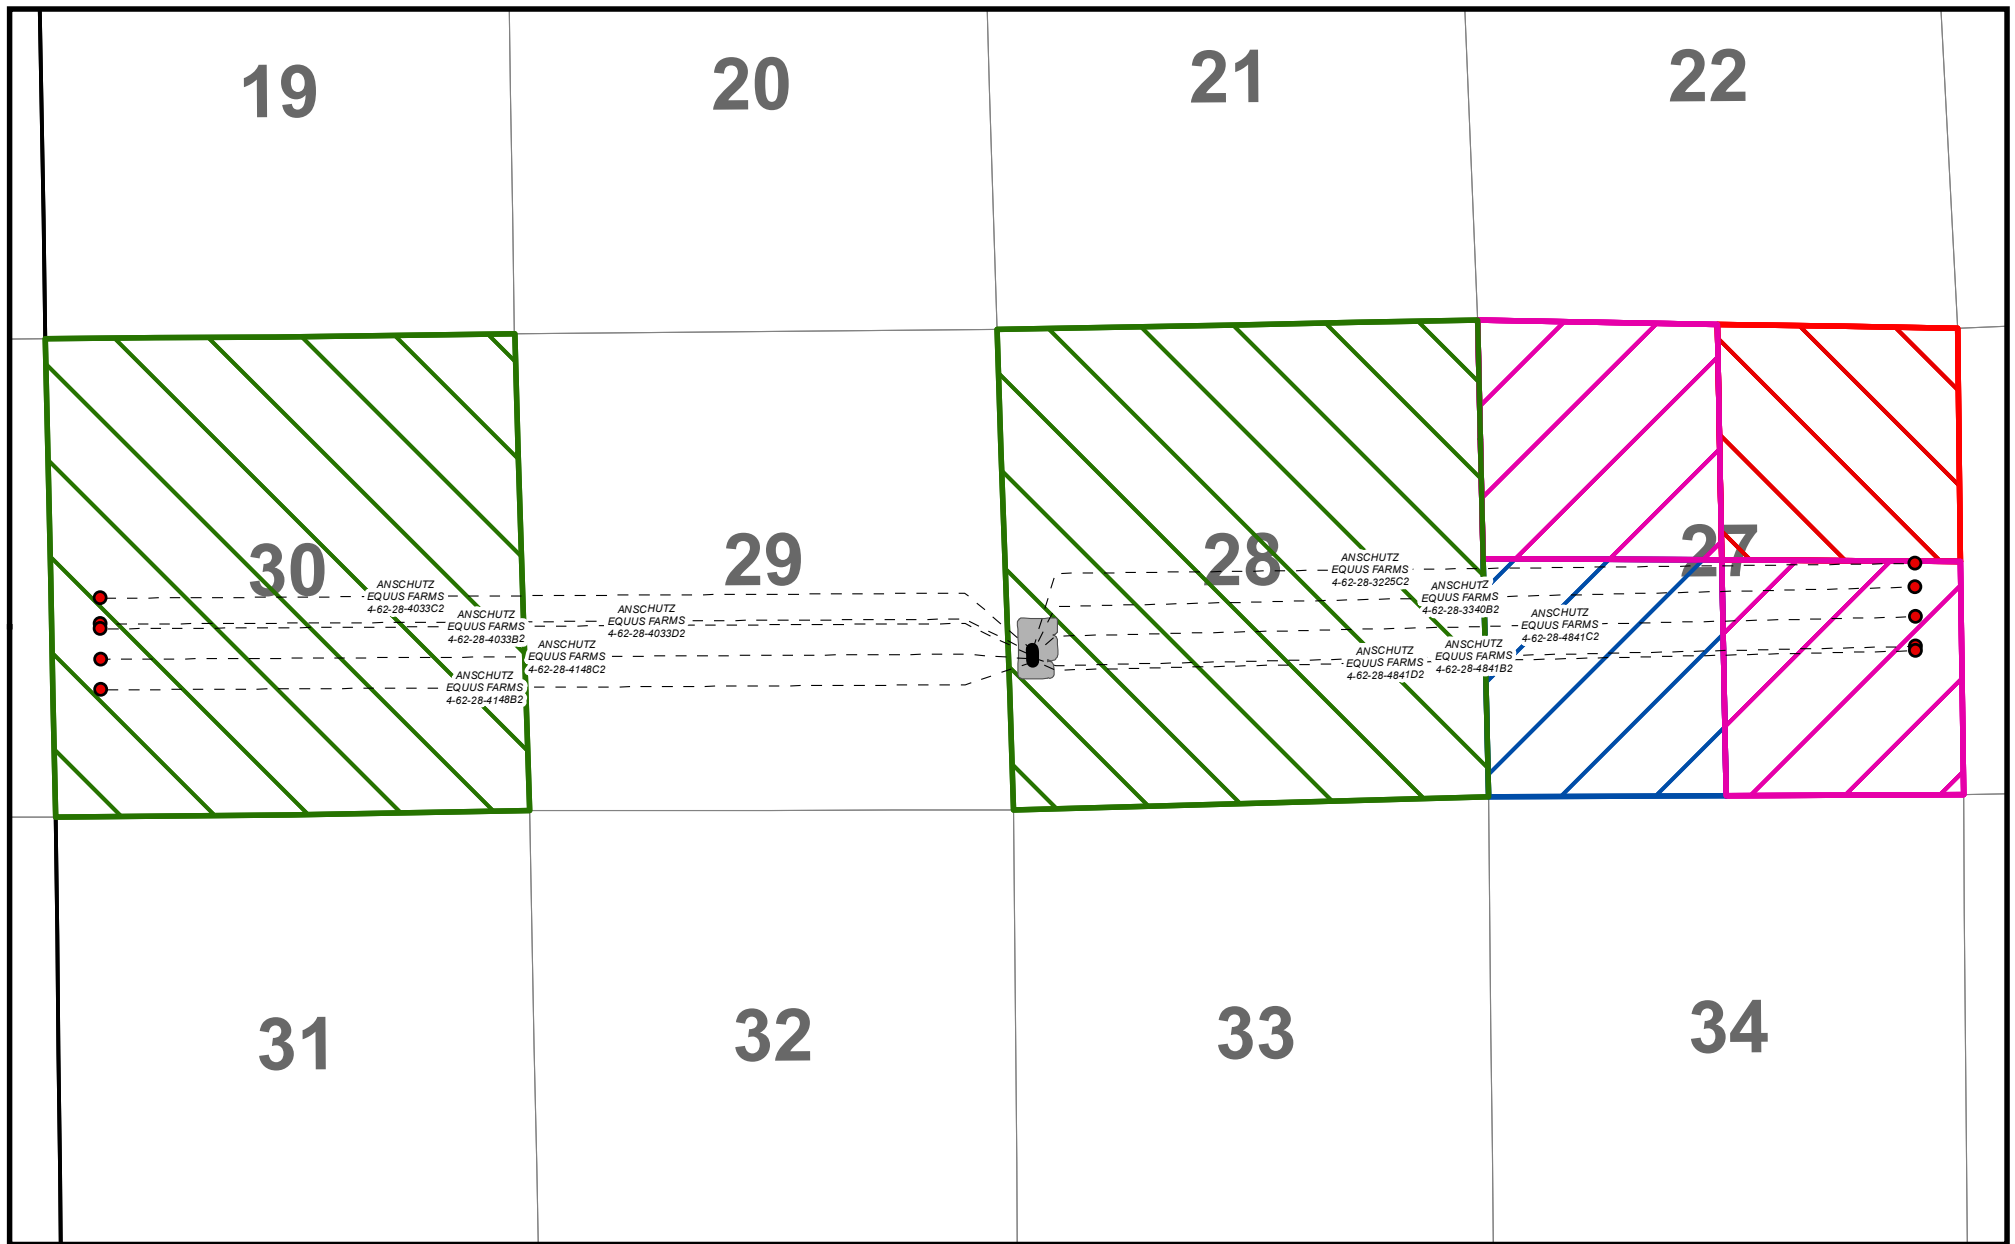 19
20
21
22
30
29
28
27
ANSCHUTZ
EQUUS FARMS
4-62-28-4033C2
ANSCHUTZ
EQUUS FARMS
4-62-28-4033B2
ANSCHUTZ
EQUUS FARMS
4-62-28-4033D2
ANSCHUTZ
EQUUS FARMS
4-62-28-4148C2
ANSCHUTZ
EQUUS FARMS
4-62-28-4148B2
ANSCHUTZ
EQUUS FARMS
4-62-28-3225C2
ANSCHUTZ
EQUUS FARMS
4-62-28-3340B2
ANSCHUTZ
EQUUS FARMS
4-62-28-4841C2
ANSCHUTZ
EQUUS FARMS
4-62-28-4841D2
ANSCHUTZ
EQUUS FARMS
4-62-28-4841B2
31
32
33
34